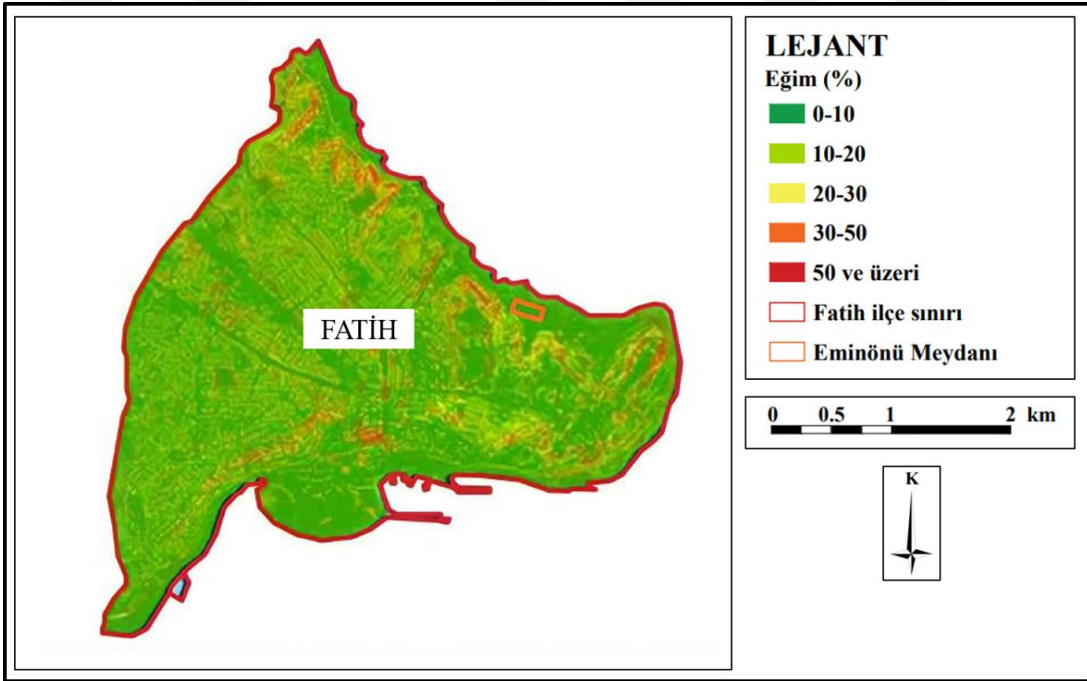 FATİH
LEJANT
Eğim (%)
0-10
10-20
20-30
30-50
50 ve üzeri
Fatih ilçe sınırı
Eminönü Meydanı
0 0.5 1 2 km
K